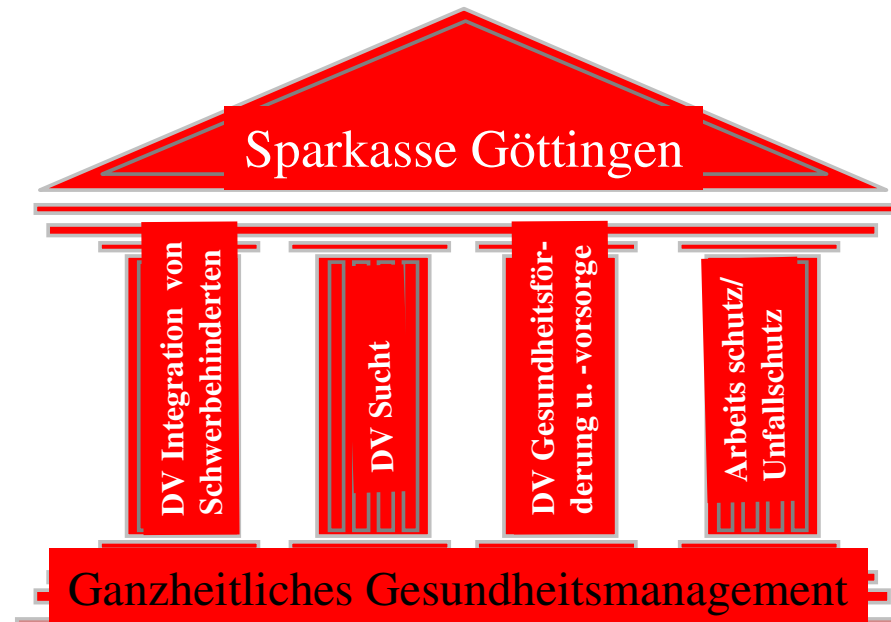 Sparkasse Göttingen
DV Integration von
Schwerbehinderten
DV Sucht
DV Gesundheitsför-
derung u. -vorsorge
Arbeits schutz/
Unfallschutz
Ganzheitliches Gesundheitsmanagement